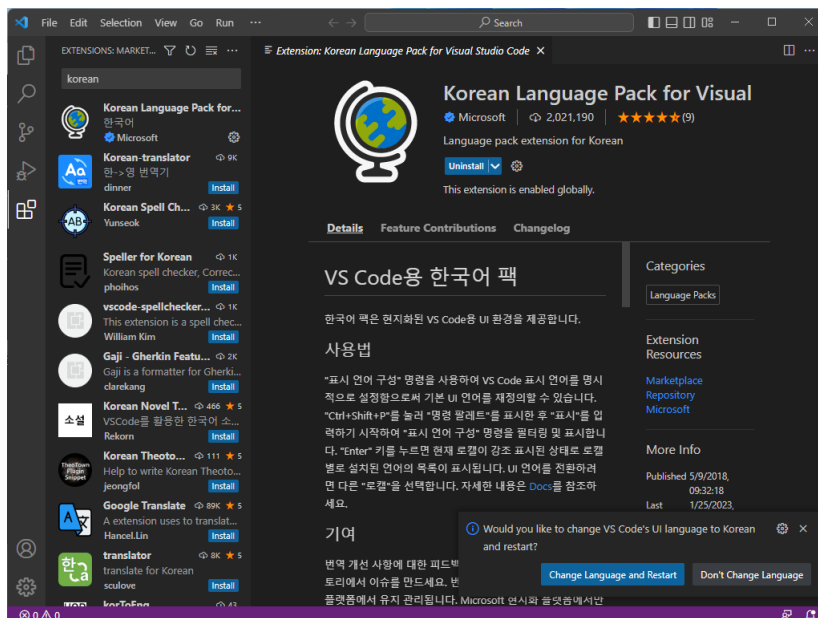 File Edit Selection View Go Run ··· Search
EXTENSIONS: MARKET...
korean
Korean Language Pack for...
한국어
Microsoft
Korean-translator 9K
한->영 번역기
dinner Install
Korean Spell Ch... 3K ★ 5
Yunseok Install
Speller for Korean 1K
Korean spell checker, Correc...
phoihos Install
vscode-spellchecker... 1K
This extension is a spell chec...
William Kim Install
Gaji - Gherkin Featu... 2K
Gaji is a formatter for Gherki...
clarekang Install
소설
Korean Novel T... 466 ★ 5
VSCode를 활용한 한국어 소...
Rekorn Install
TheoTown
Plugin
Snippet
Korean Theoto... 111 ★ 5
Help to write Korean Theoto...
jeongfol Install
Google Translate 89K ★ 5
A extension uses to translat...
Hancel.Lin Install
한
a
translator 8K ★ 5
translate for Korean
sculove Install
korToEng 43
0 0
Extension: Korean Language Pack for Visual Studio Code
Korean Language Pack for Visual
Microsoft 2,021,190 ★★★★★(9)
Language pack extension for Korean
Uninstall
This extension is enabled globally.
Details Feature Contributions Changelog
VS Code용 한국어 팩
한국어 팩은 현지화된 VS Code용 UI 환경을 제공합니다.
사용법
"표시 언어 구성" 명령을 사용하여 VS Code 표시 언어를 명시
적으로 설정함으로써 기본 UI 언어를 재정의할 수 있습니다.
"Ctrl+Shift+P"를 눌러 "명령 팔레트"를 표시한 후 "표시"를 입
력하기 시작하여 "표시 언어 구성" 명령을 필터링 및 표시합니
다. "Enter" 키를 누르면 현재 로캘이 강조 표시된 상태로 로캘
별로 설치된 언어의 목록이 표시됩니다. UI 언어를 전환하려
면 다른 "로캘"을 선택합니다. 자세한 내용은 Docs를 참조하
세요.
기여
번역 개선 사항에 대한 피드백
토리에서 이슈를 만드세요. 번
플랫폼에서 유지 관리됩니다. Microsoft 현지화 플랫폼에서만
Categories
Language Packs
Extension
Resources
Marketplace
Repository
Microsoft
More Info
Published 5/9/2018,
09:32:18
Last 1/25/2023,
Would you like to change VS Code's UI language to Korean
and restart?
Change Language and Restart Don't Change Language